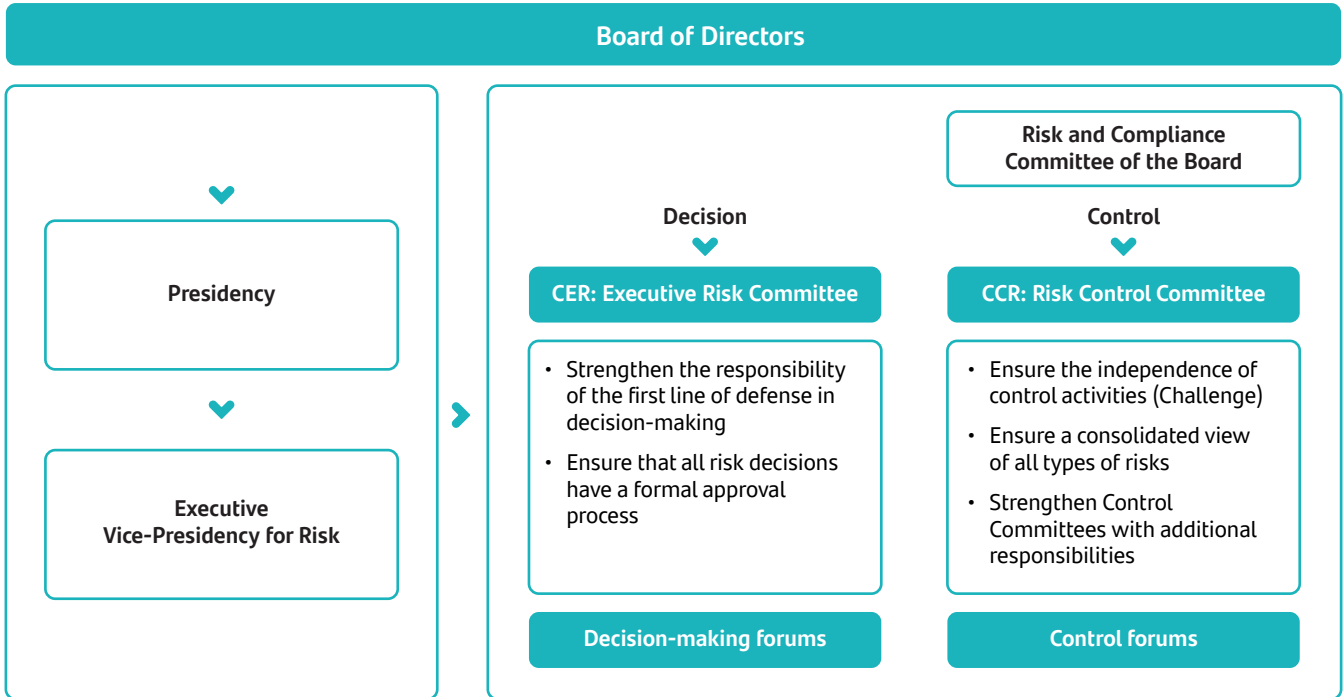 Board of Directors
Presidency
Executive
Vice-Presidency for Risk
Risk and Compliance
Committee of the Board
Decision
CER: Executive Risk Committee
• Strengthen the responsibility
of the first line of defense in
decision-making
• Ensure that all risk decisions
have a formal approval
process
Decision-making forums
Control
CCR: Risk Control Committee
• Ensure the independence of
control activities (Challenge)
• Ensure a consolidated view
of all types of risks
• Strengthen Control
Committees with additional
responsibilities
Control forums